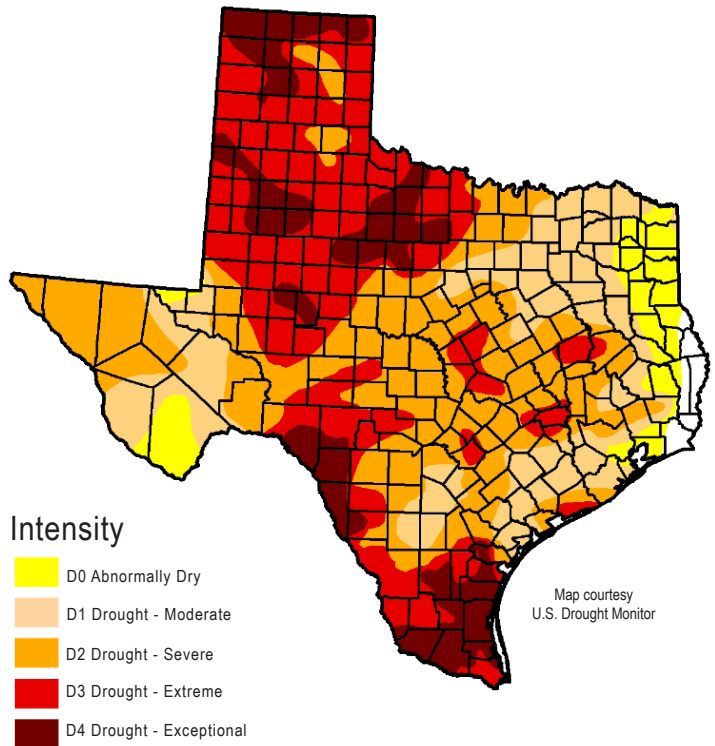 Intensity
D0 Abnormally Dry
D1 Drought - Moderate
D2 Drought - Severe
D3 Drought - Extreme
D4 Drought - Exceptional
Map courtesy
U.S. Drought Monitor